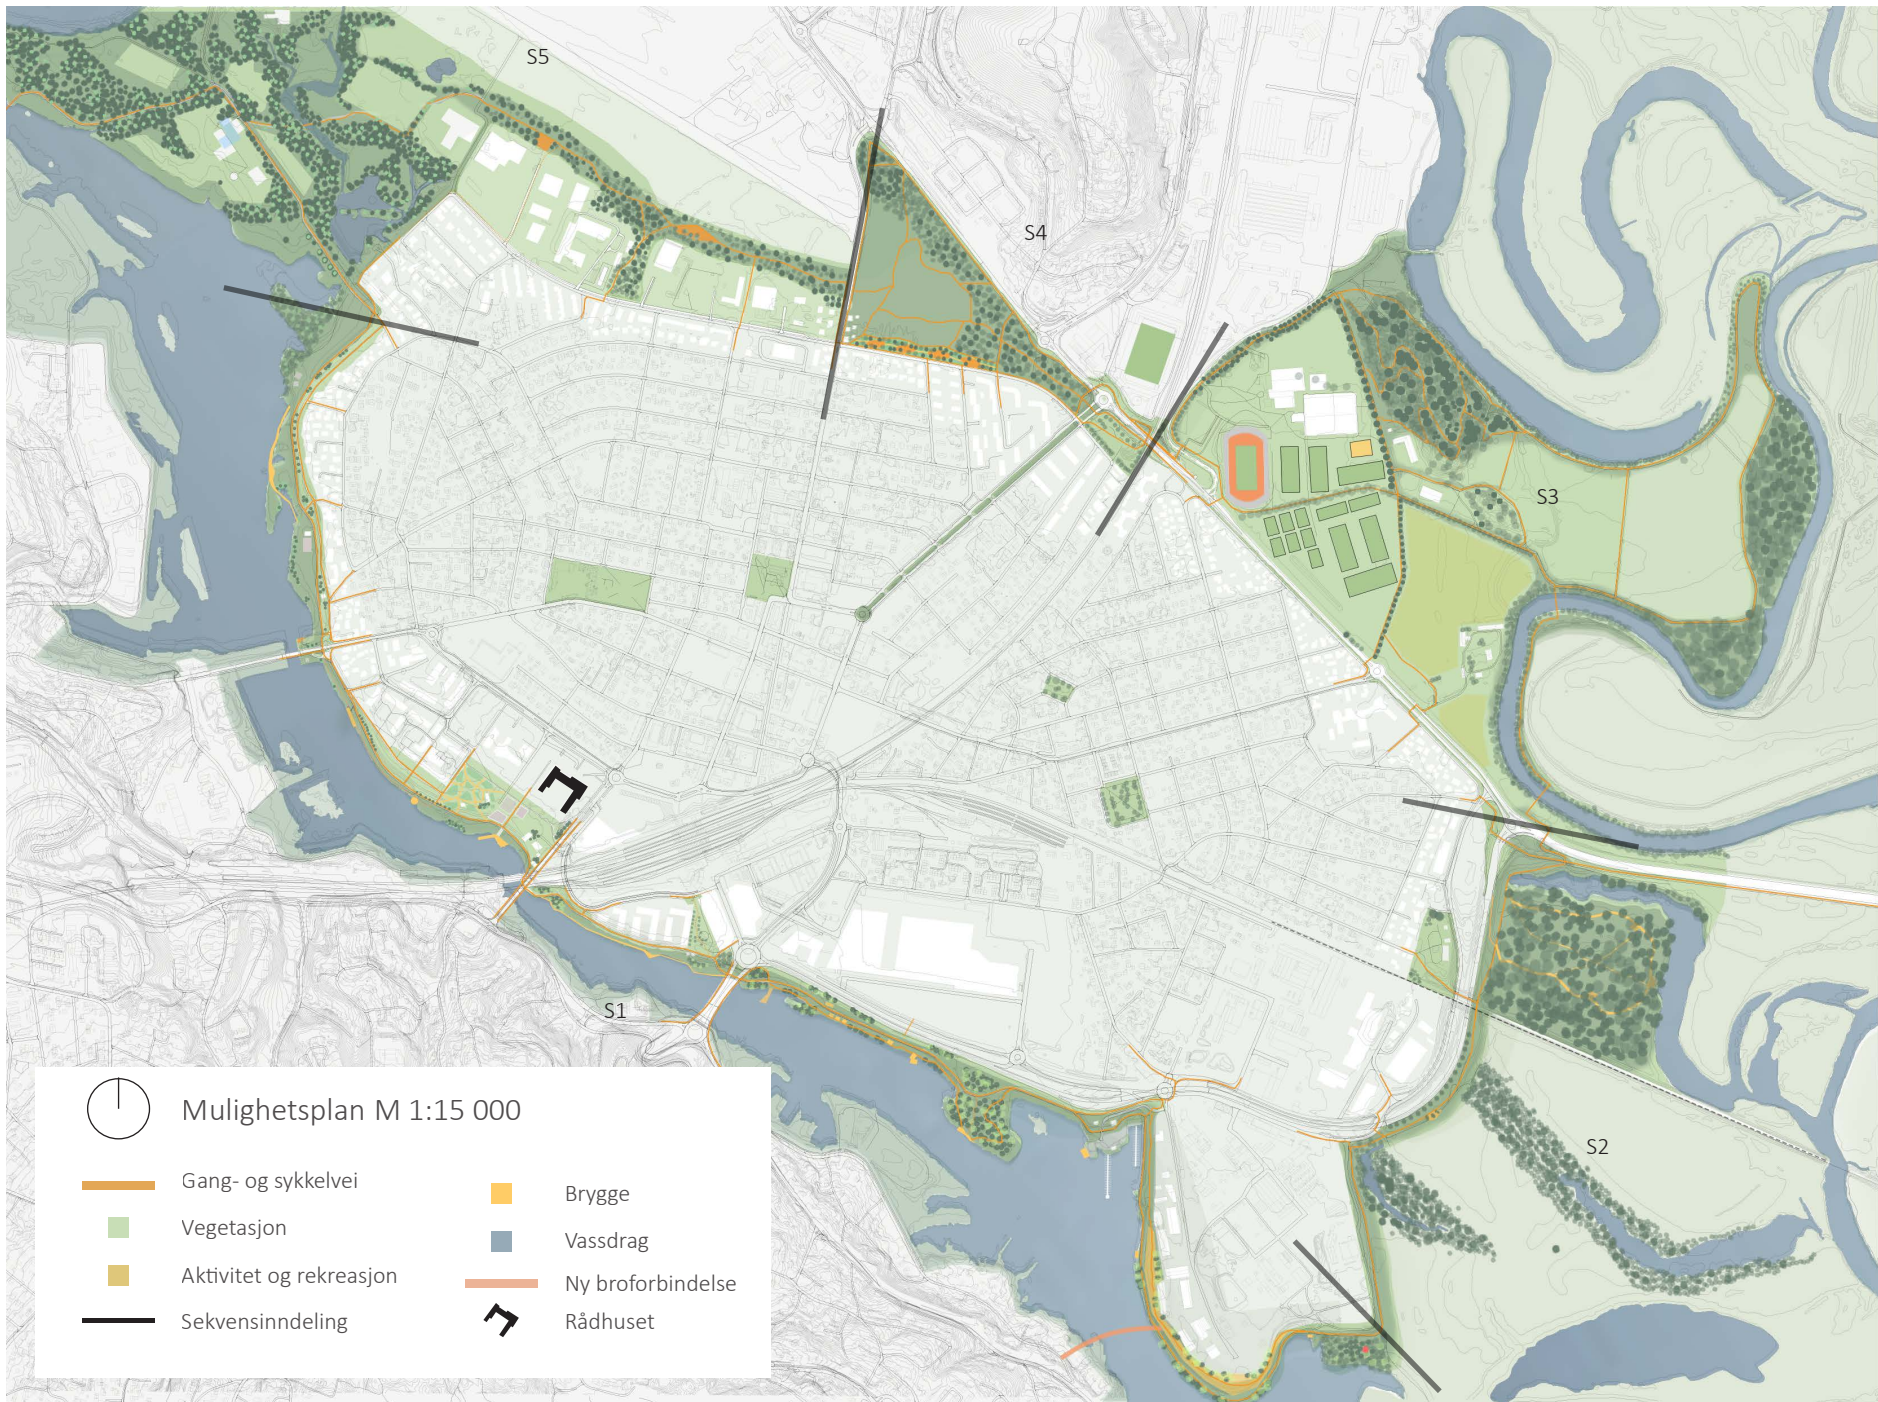 S5
S4
S3
S1
S2
Mulighetsplan M 1:15 000
Gang- og sykkelvei
Vegetasjon
Aktivitet og rekreasjon
Sekvensinndeling
Brygge
Vassdrag
Ny broforbindelse
Rådhuset